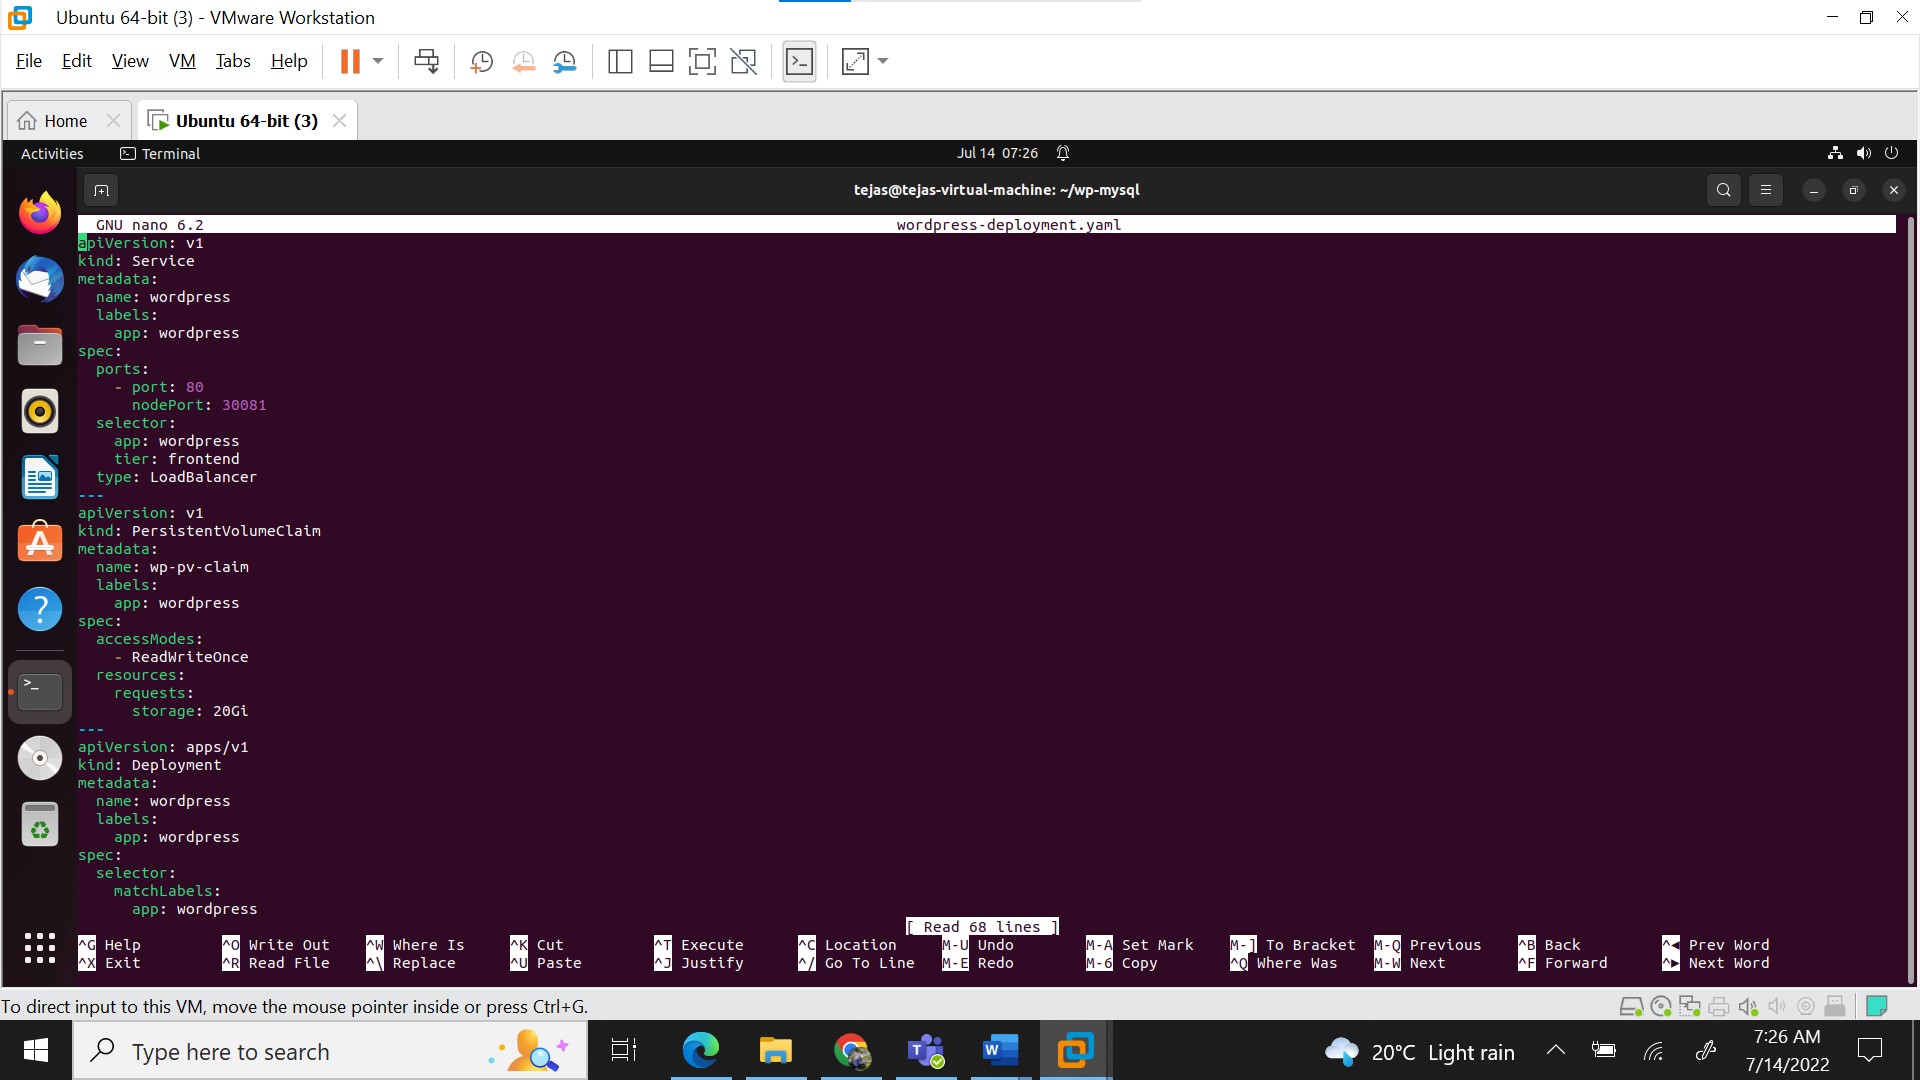 Ubuntu 64-bit (3) - VMware Workstation
File Edit View VM Tabs Help
Home
Ubuntu 64-bit (3)
Activities
Terminal
Jul 14 07:26
tejas@tejas-virtual-machine: ~/wp-mysql
GNU nano 6.2 wordpress-deployment.yaml
apiVersion: v1
kind: Service
metadata:
  name: wordpress
  labels:
    app: wordpress
spec:
  ports:
    - port: 80
      nodePort: 30081
  selector:
    app: wordpress
    tier: frontend
  type: LoadBalancer
---
apiVersion: v1
kind: PersistentVolumeClaim
metadata:
  name: wp-pv-claim
  labels:
    app: wordpress
spec:
  accessModes:
    - ReadWriteOnce
  resources:
    requests:
      storage: 20Gi
---
apiVersion: apps/v1
kind: Deployment
metadata:
  name: wordpress
  labels:
    app: wordpress
spec:
  selector:
    matchLabels:
      app: wordpress
[ Read 68 lines ]
^G Help ^O Write Out ^W Where Is ^K Cut ^T Execute ^C Location M-U Undo M-A Set Mark M-] To Bracket M-Q Previous ^B Back ^◂ Prev Word
^X Exit ^R Read File ^\ Replace ^U Paste ^J Justify ^/ Go To Line M-E Redo M-6 Copy ^Q Where Was M-W Next ^F Forward ^▸ Next Word
To direct input to this VM, move the mouse pointer inside or press Ctrl+G.
Type here to search
20°C Light rain
7:26 AM
7/14/2022